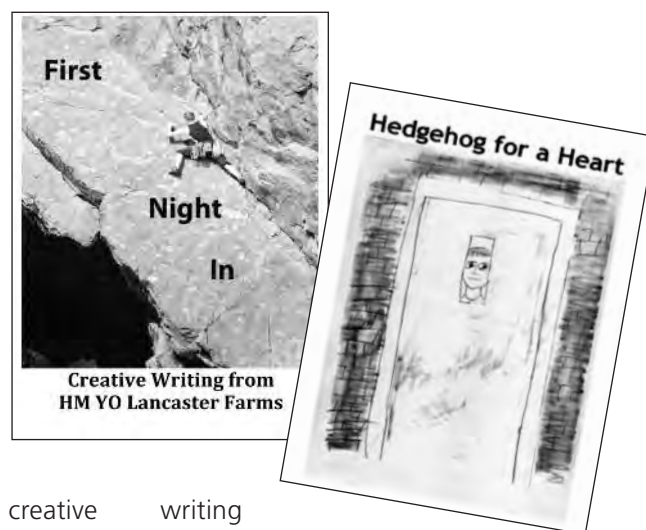 First
Night
In
Creative Writing from
HM YO Lancaster Farms
Hedgehog for a Heart
creative writing